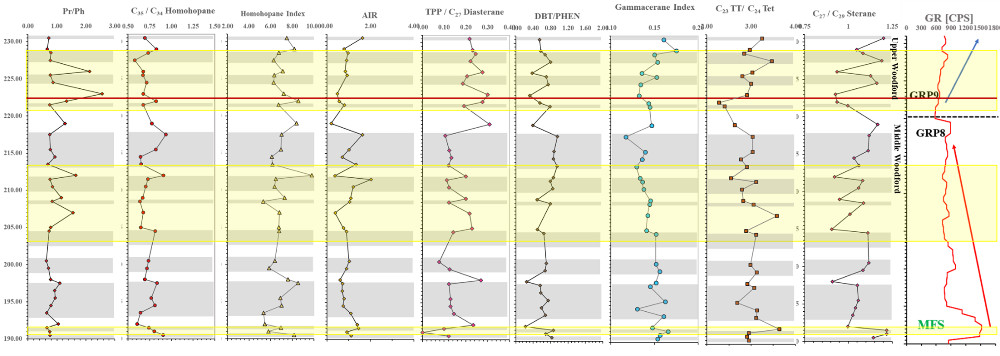 Pr/Ph
C₃₅ / C₃₄ Homohopane
Homohopane Index
AIR
TPP / C₂₇ Diasterane
DBT/PHEN
Gammacerane Index
C₂₃ TT/ C₂₄ Tet
C₂₇ / C₂₉ Sterane
GR [CPS]
0.00 1.00 2.00 3.00
0.50 0.75 1.00 1.25 1.50
2.00 4.00 6.00 8.00 10.00
0.00 2.00 4.00
0.00 0.10 0.20 0.30 0.40
0.00 0.40 0.80 1.20 1.60 2.00
0.10 0.15 0.20
3.00 4.00
0.75 1 1.25
0 300 600 900 1200 1500 1800
230.00
225.00
220.00
215.00
210.00
205.00
200.00
195.00
190.00
Upper Woodford
Middle Woodford
GRP9
GRP8
MFS